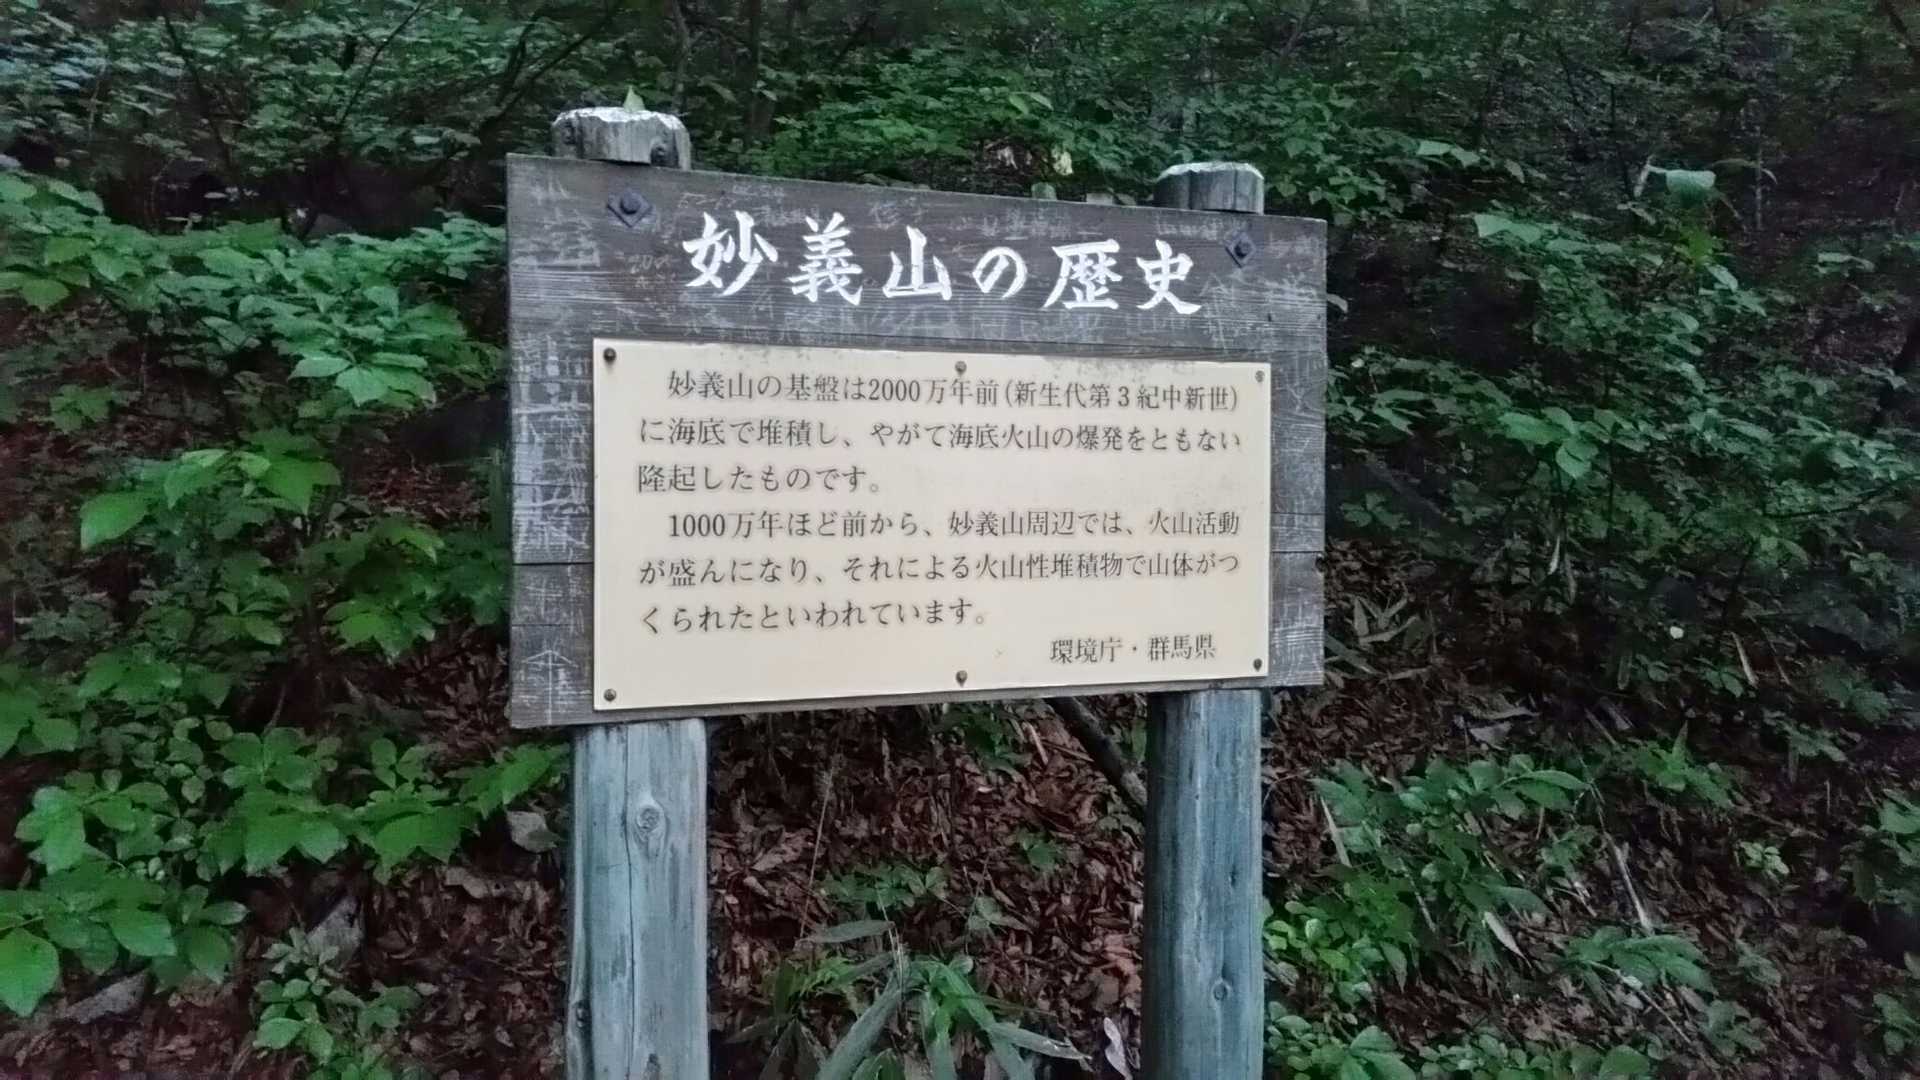 妙義山の歴史
妙義山の基盤は2000万年前(新生代第3紀中新世)
に海底で堆積し、やがて海底火山の爆発をともない
隆起したものです。
1000万年ほど前から、妙義山周辺では、火山活動
が盛んになり、それによる火山性堆積物で山体がつ
くられたといわれています。
環境庁・群馬県